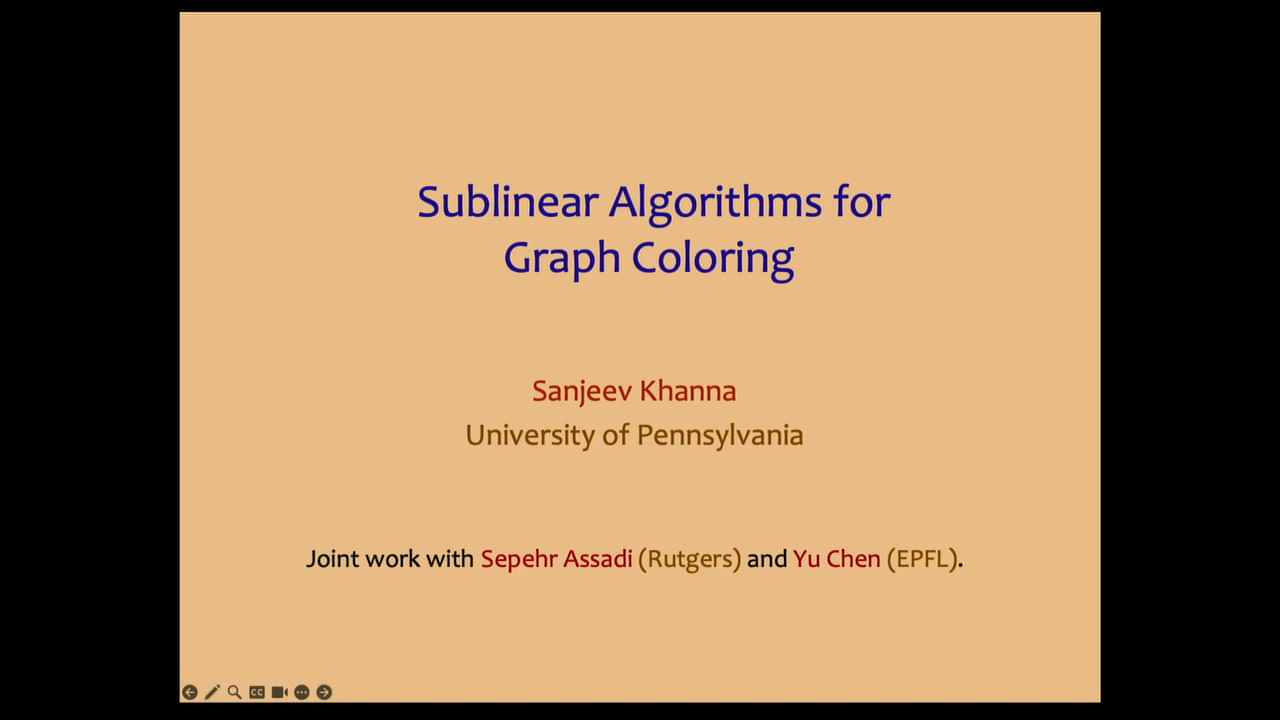 Sublinear Algorithms for
Graph Coloring
Sanjeev Khanna
University of Pennsylvania
Joint work with Sepehr Assadi (Rutgers) and Yu Chen (EPFL).
CC